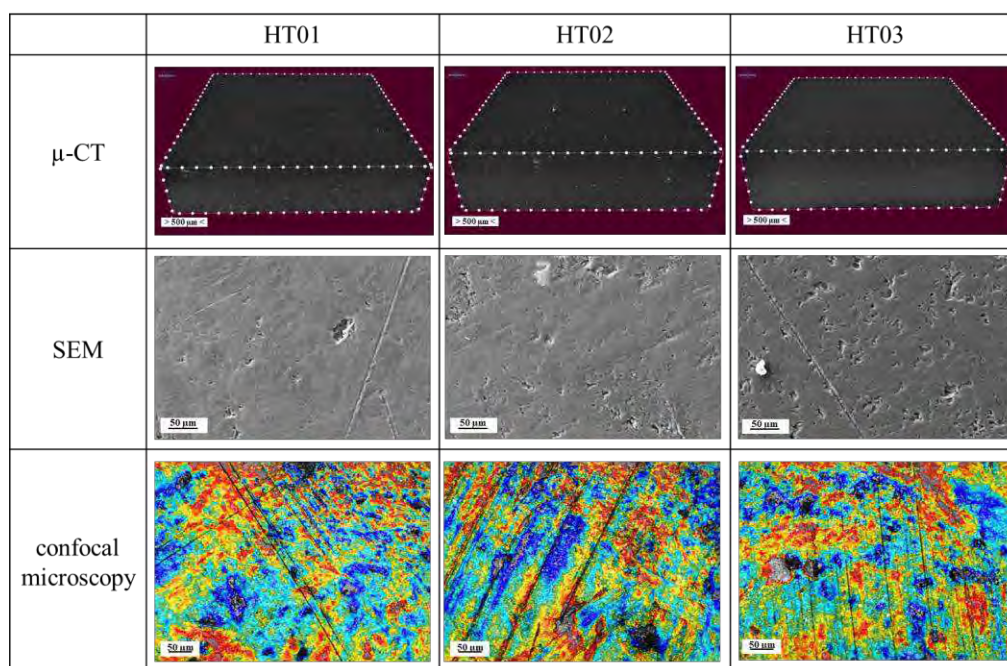 HT01 HT02 HT03
µ-CT
> 500 µm < > 500 µm < > 500 µm <
SEM
50 µm 50 µm 50 µm
confocal
microscopy
50 µm 50 µm 50 µm